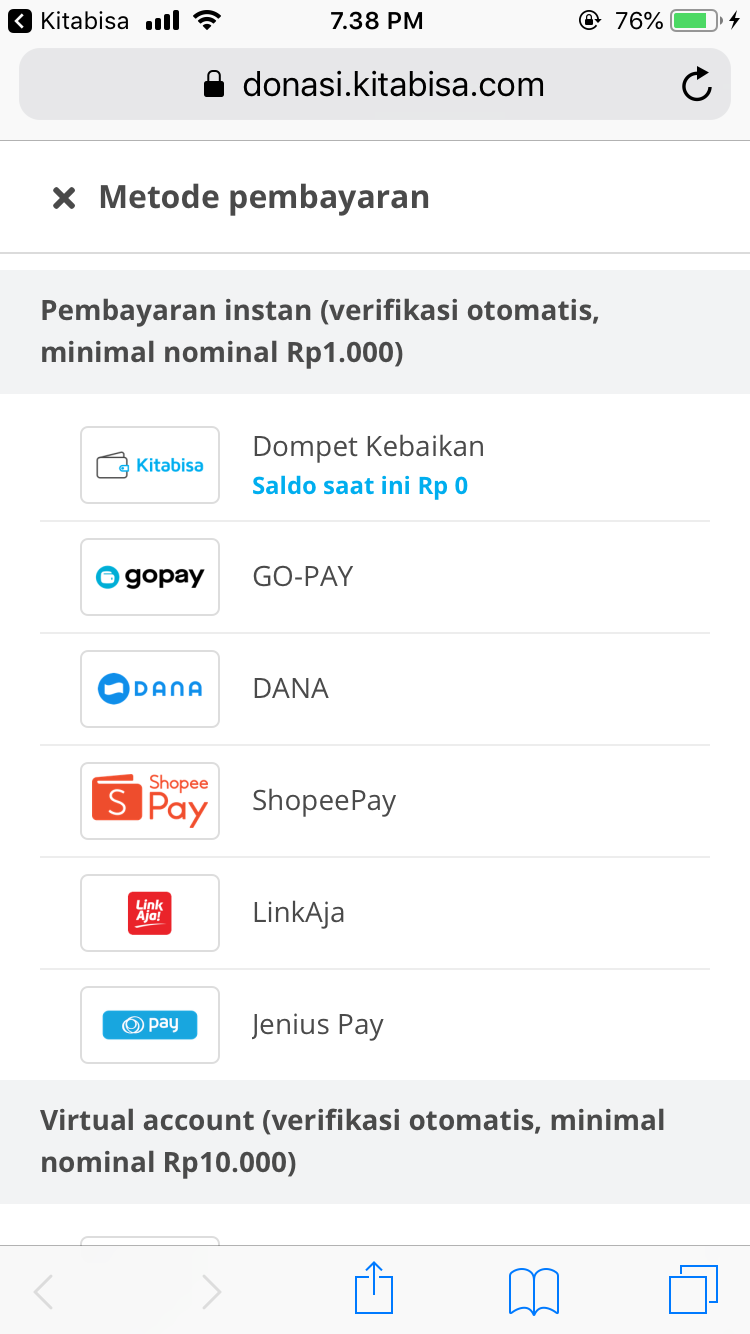 Kitabisa 7.38 PM 76%
donasi.kitabisa.com
Metode pembayaran
Pembayaran instan (verifikasi otomatis,
minimal nominal Rp1.000)
Kitabisa
Dompet Kebaikan
Saldo saat ini Rp 0
gopay
GO-PAY
DANA
DANA
Shopee
Pay
S
ShopeePay
Link
Aja!
LinkAja
pay
Jenius Pay
Virtual account (verifikasi otomatis, minimal
nominal Rp10.000)